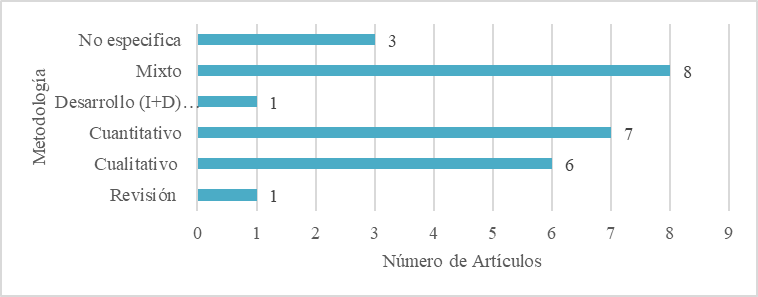 No especifica
3
Mixto
8
Desarrollo (I+D)…
1
Cuantitativo
7
Cualitativo
6
Revisión
1
0 1 2 3 4 5 6 7 8 9
Número de Artículos
Metodología